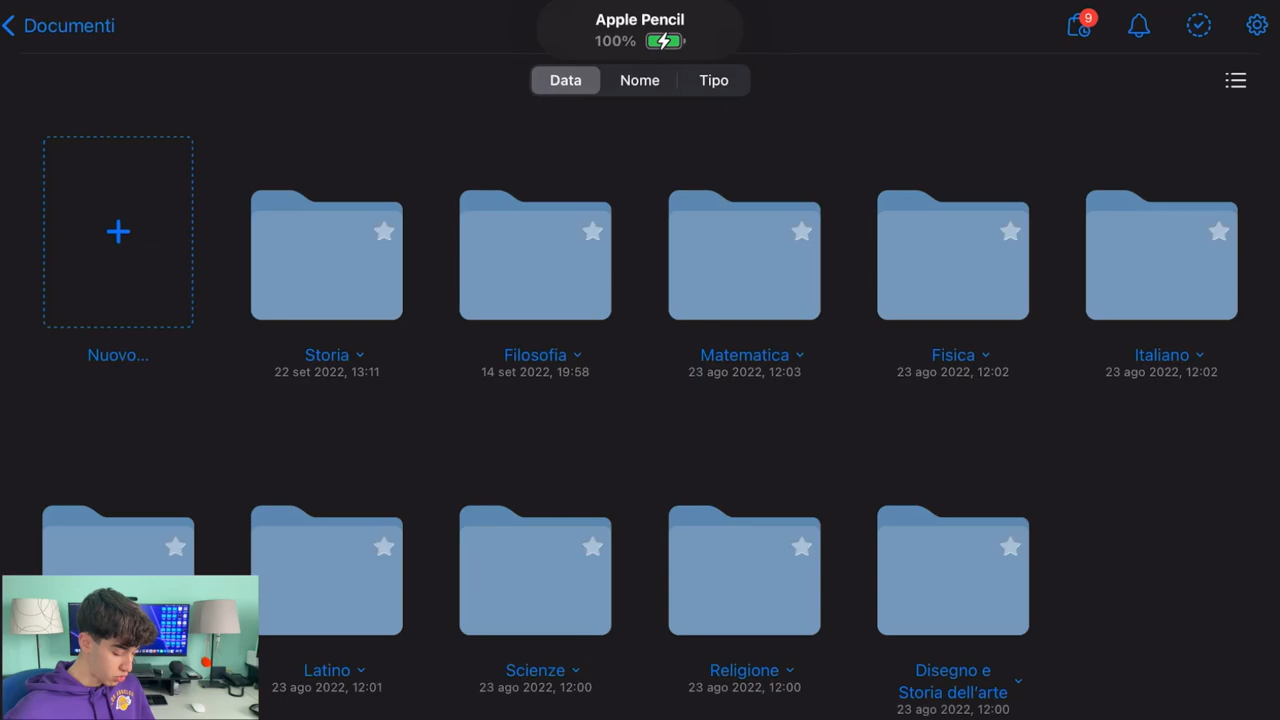 Documenti
Apple Pencil
100%
9
Data
Nome
Tipo
Nuovo...
Storia
22 set 2022, 13:11
Filosofia
14 set 2022, 19:58
Matematica
23 ago 2022, 12:03
Fisica
23 ago 2022, 12:02
Italiano
23 ago 2022, 12:02
Latino
23 ago 2022, 12:01
Scienze
23 ago 2022, 12:00
Religione
23 ago 2022, 12:00
Disegno e
Storia dell'arte
23 ago 2022, 12:00